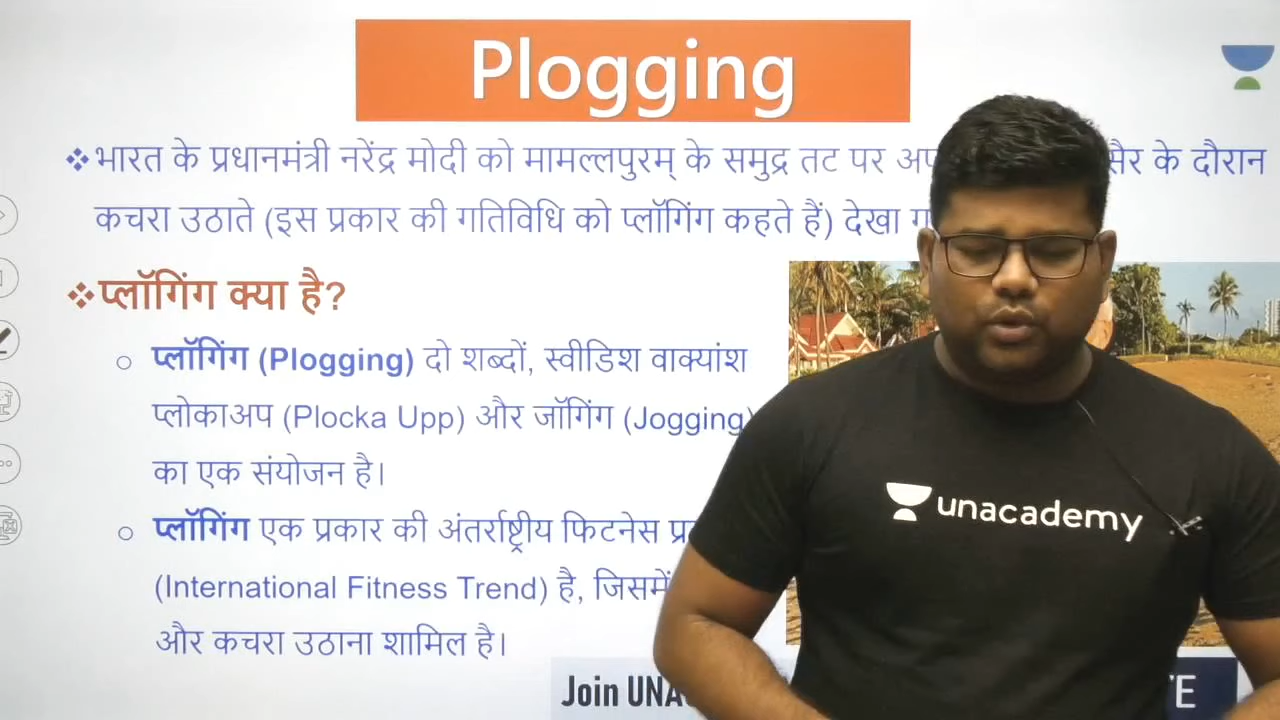 Plogging
❖भारत के प्रधानमंत्री नरेंद्र मोदी को मामल्लपुरम् के समुद्र तट पर सैर के दौरान
कचरा उठाते (इस प्रकार की गतिविधि को प्लॉगिंग कहते हैं) देखा
❖प्लॉगिंग क्या है?
o प्लॉगिंग (Plogging) दो शब्दों, स्वीडिश वाक्यांश
प्लोकाअप (Plocka Upp) और जॉगिंग (Jogging)
का एक संयोजन है।
o प्लॉगिंग एक प्रकार की अंतर्राष्ट्रीय फिटनेस
(International Fitness Trend) है, जिसमें
और कचरा उठाना शामिल है।
unacademy
Join